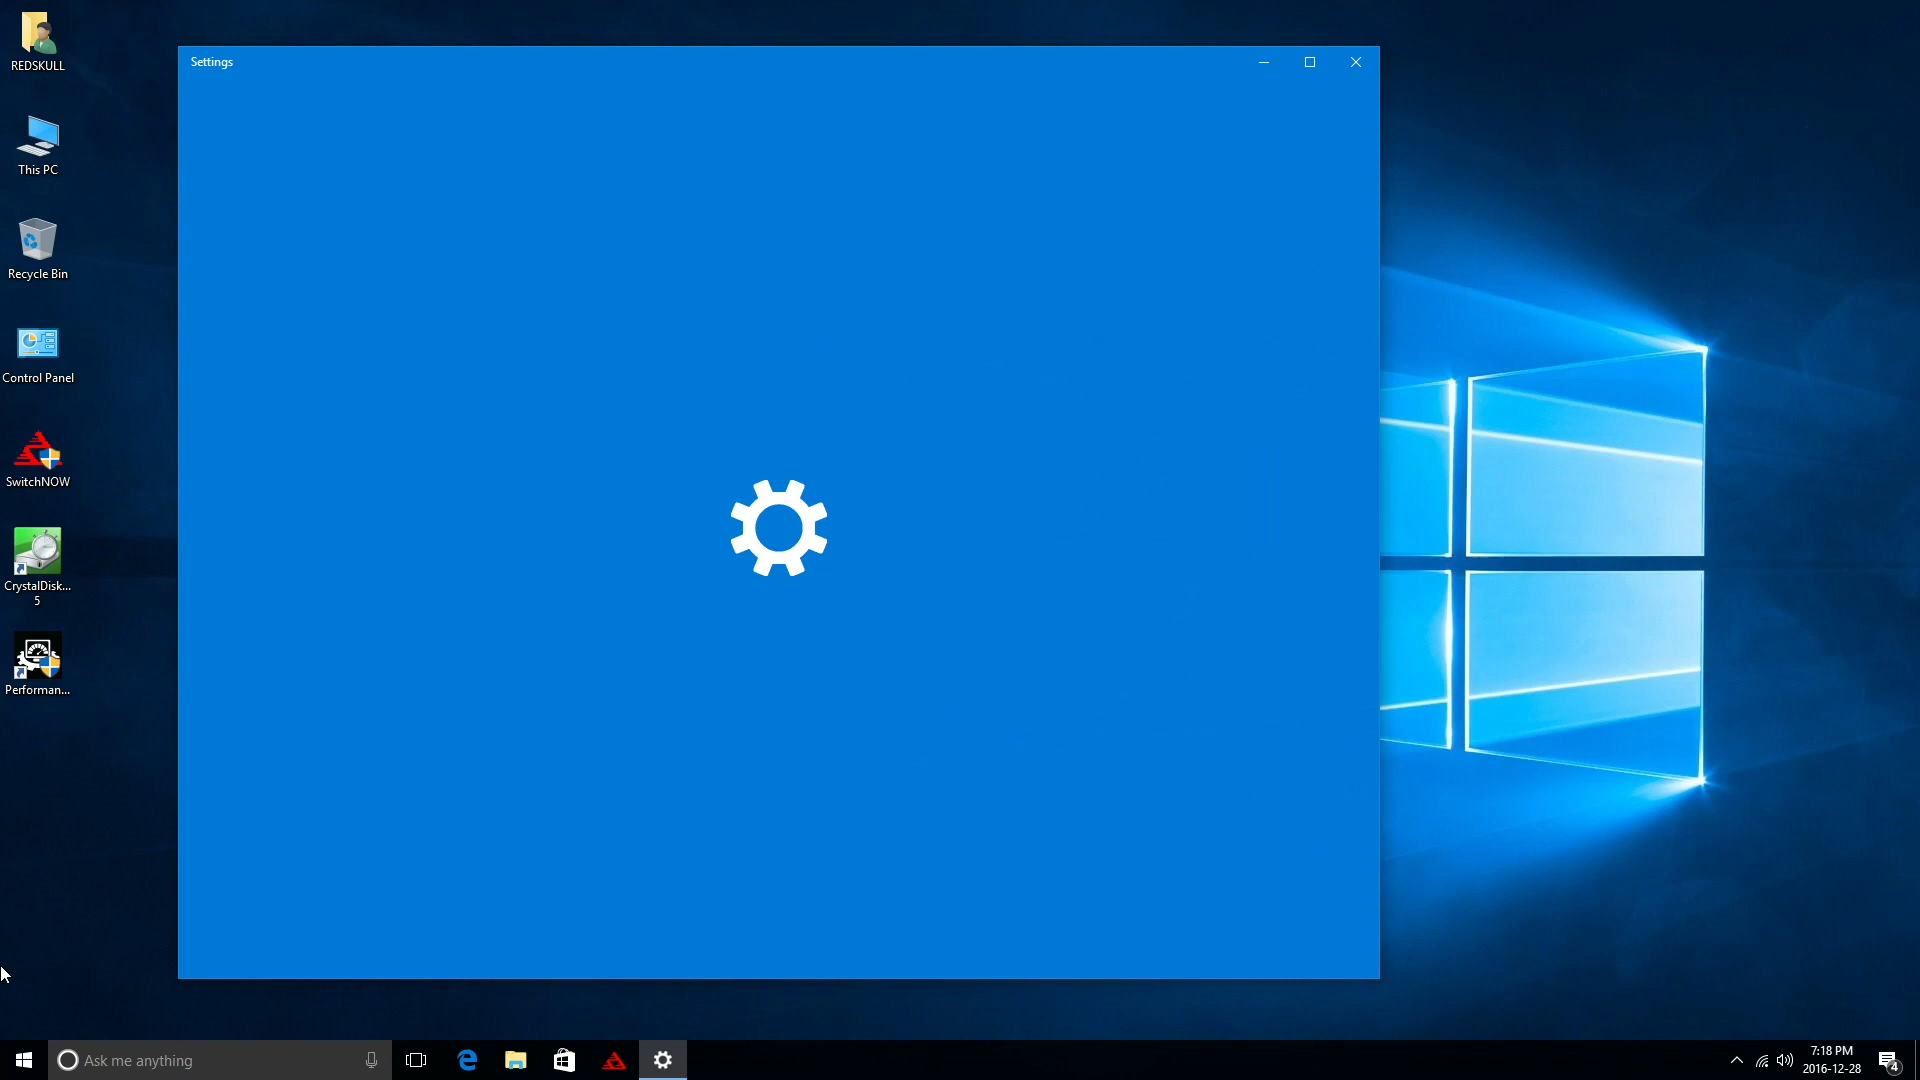 Settings
REDSKULL
This PC
Recycle Bin
Control Panel
SwitchNOW
CrystalDisk...
5
Performan...
Ask me anything
7:18 PM
2016-12-28
4